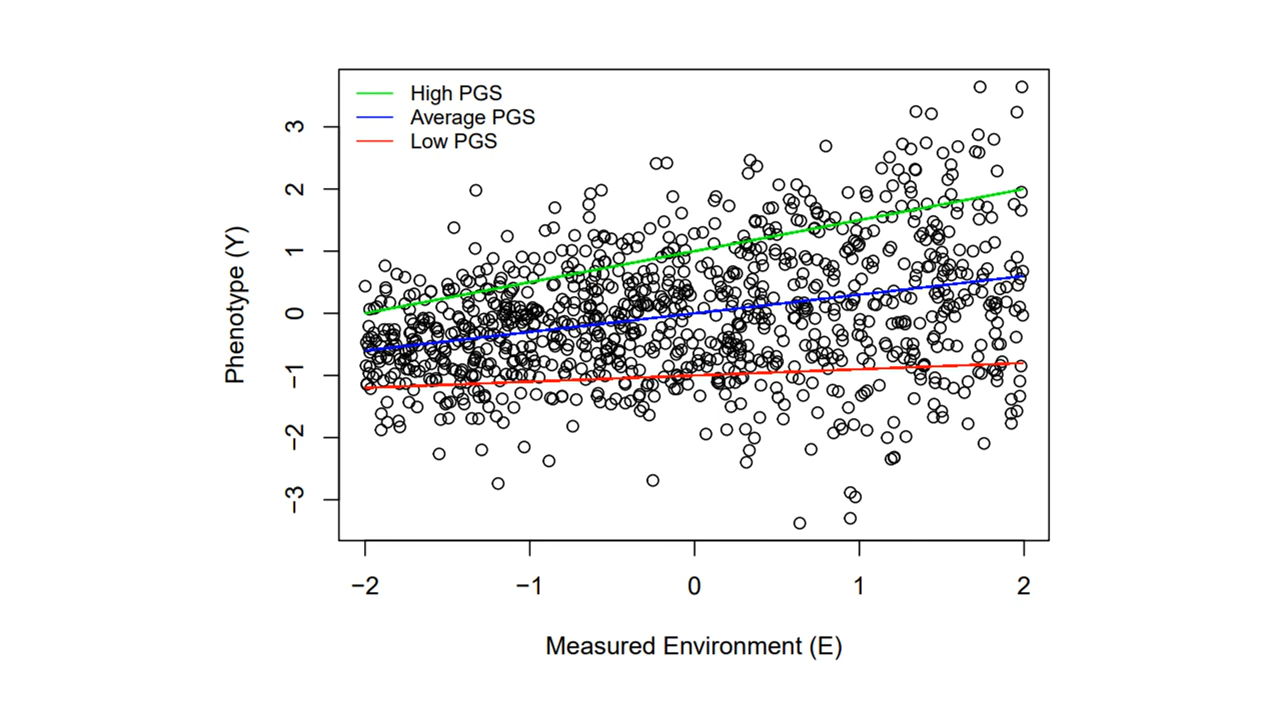 High PGS
Average PGS
Low PGS
Phenotype (Y)
3
2
1
0
−1
−2
−3
−2
−1
0
1
2
Measured Environment (E)